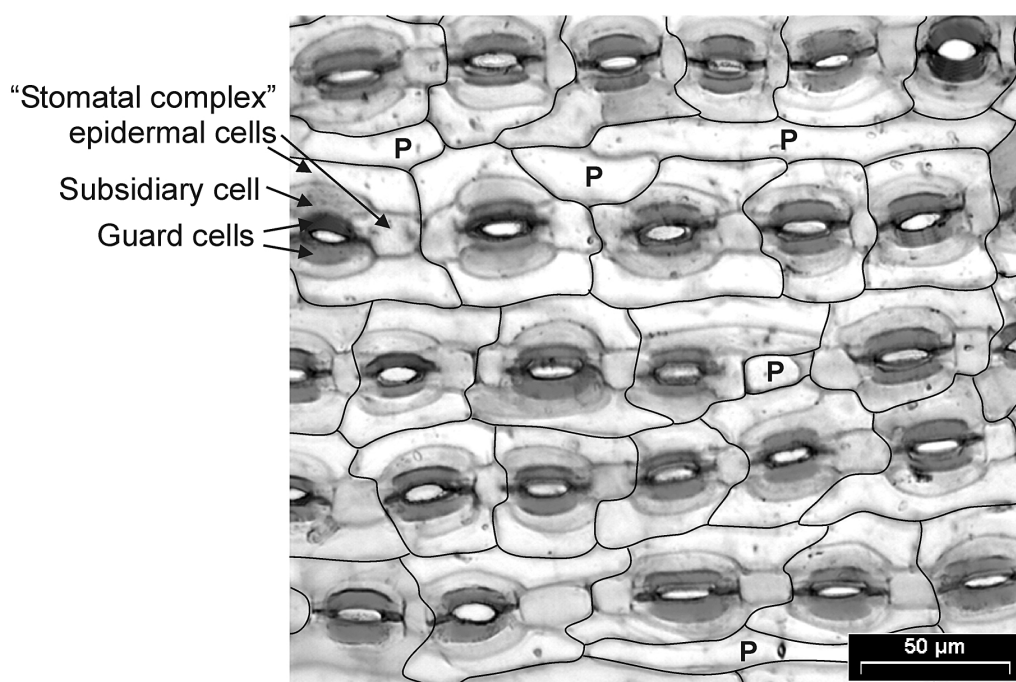 “Stomatal complex”
epidermal cells
Subsidiary cell
Guard cells
P
P
P
P
P
50 µm